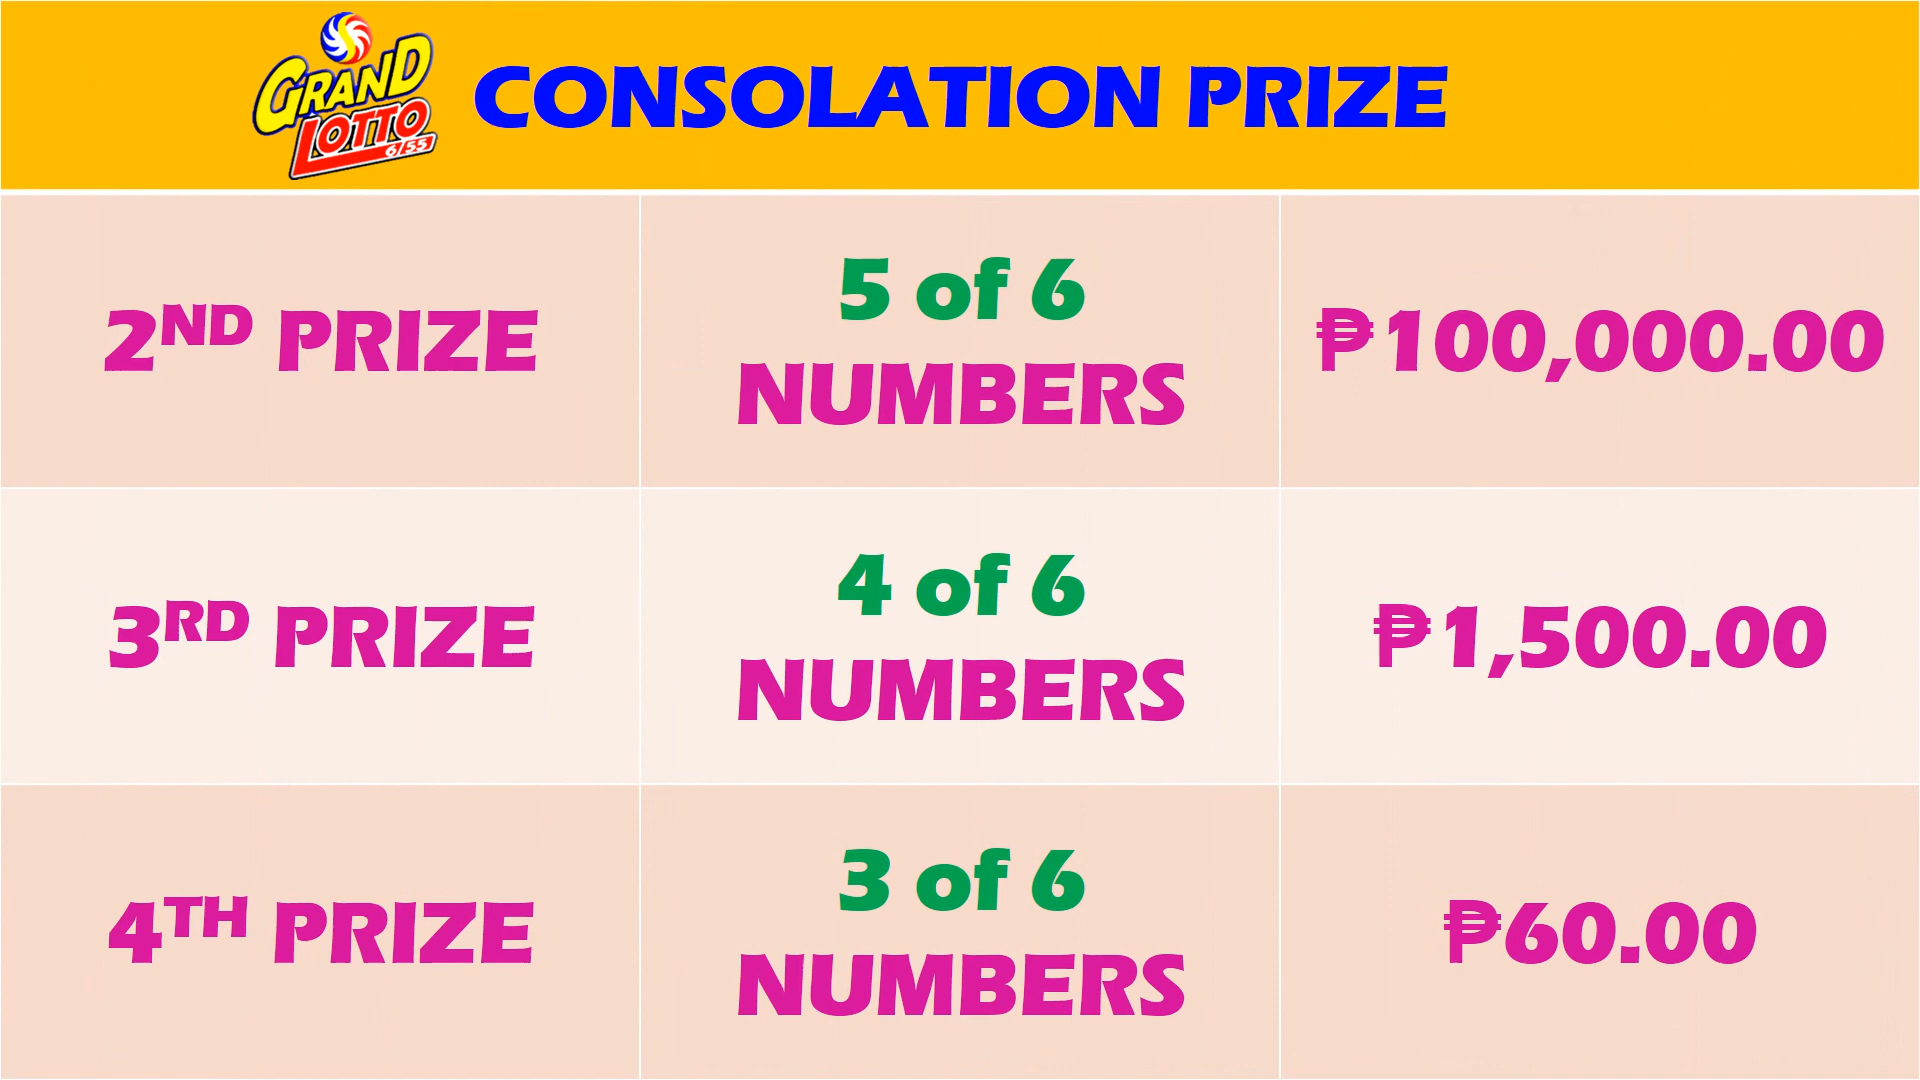 GRAND
LOTTO
6/55
CONSOLATION PRIZE
2ND PRIZE
5 of 6
NUMBERS
₱100,000.00
3RD PRIZE
4 of 6
NUMBERS
₱1,500.00
4TH PRIZE
3 of 6
NUMBERS
₱60.00